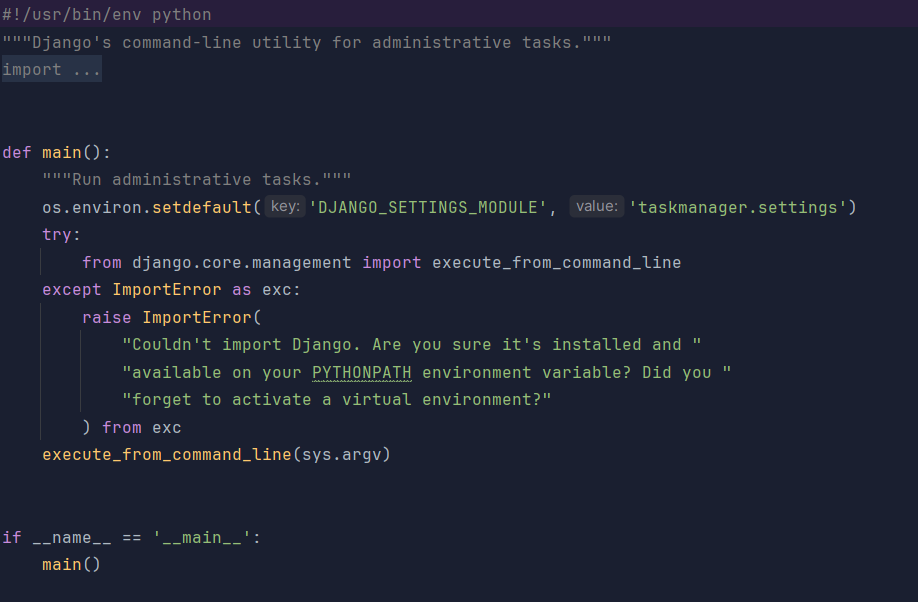 #!/usr/bin/env python
"""Django's command-line utility for administrative tasks."""
import ...
def main():
    """Run administrative tasks."""
    os.environ.setdefault( key: 'DJANGO_SETTINGS_MODULE', value: 'taskmanager.settings')
    try:
        from django.core.management import execute_from_command_line
    except ImportError as exc:
        raise ImportError(
            "Couldn't import Django. Are you sure it's installed and "
            "available on your PYTHONPATH environment variable? Did you "
            "forget to activate a virtual environment?"
        ) from exc
    execute_from_command_line(sys.argv)
if __name__ == '__main__':
    main()